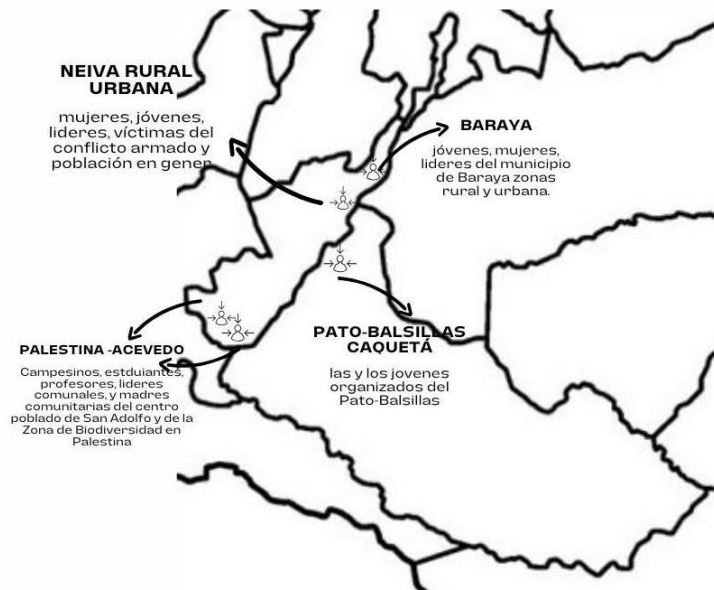 NEIVA RURAL
URBANA
mujeres, jóvenes,
lideres, víctimas del
conflicto armado y
población en gener
BARAYA
jóvenes, mujeres,
lideres del municipio
de Baraya zonas
rural y urbana.
PATO-BALSILLAS
CAQUETÁ
las y los jovenes
organizados del
Pato-Balsillas
PALESTINA -ACEVEDO
Campesinos, estduiantes,
profesores, lideres
comunales, y madres
comunitarias del centro
poblado de San Adolfo y de la
Zona de Biodiversidad en
Palestina